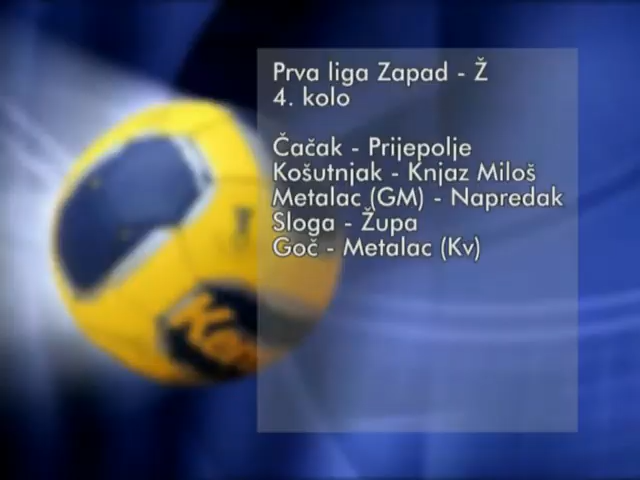 Prva liga Zapad - Ž
4. kolo
Čačak - Prijepolje
Košutnjak - Knjaz Miloš
Metalac (GM) - Napredak
Sloga - Župa
Goč - Metalac (Kv)